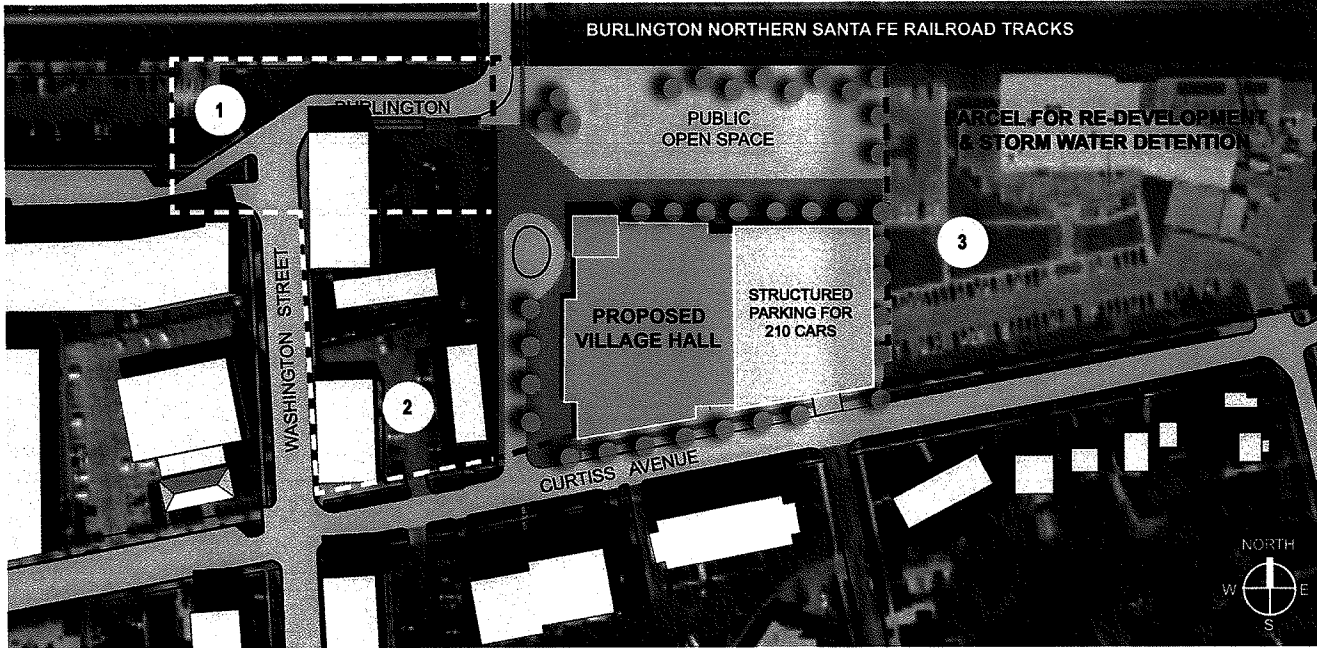 BURLINGTON NORTHERN SANTA FE RAILROAD TRACKS
1
BURLINGTON
PUBLIC
OPEN SPACE
PARCEL FOR RE-DEVELOPMENT
& STORM WATER DETENTION
3
WASHINGTON STREET
PROPOSED
VILLAGE HALL
STRUCTURED
PARKING FOR
210 CARS
2
CURTISS AVENUE
NORTH
W E
S